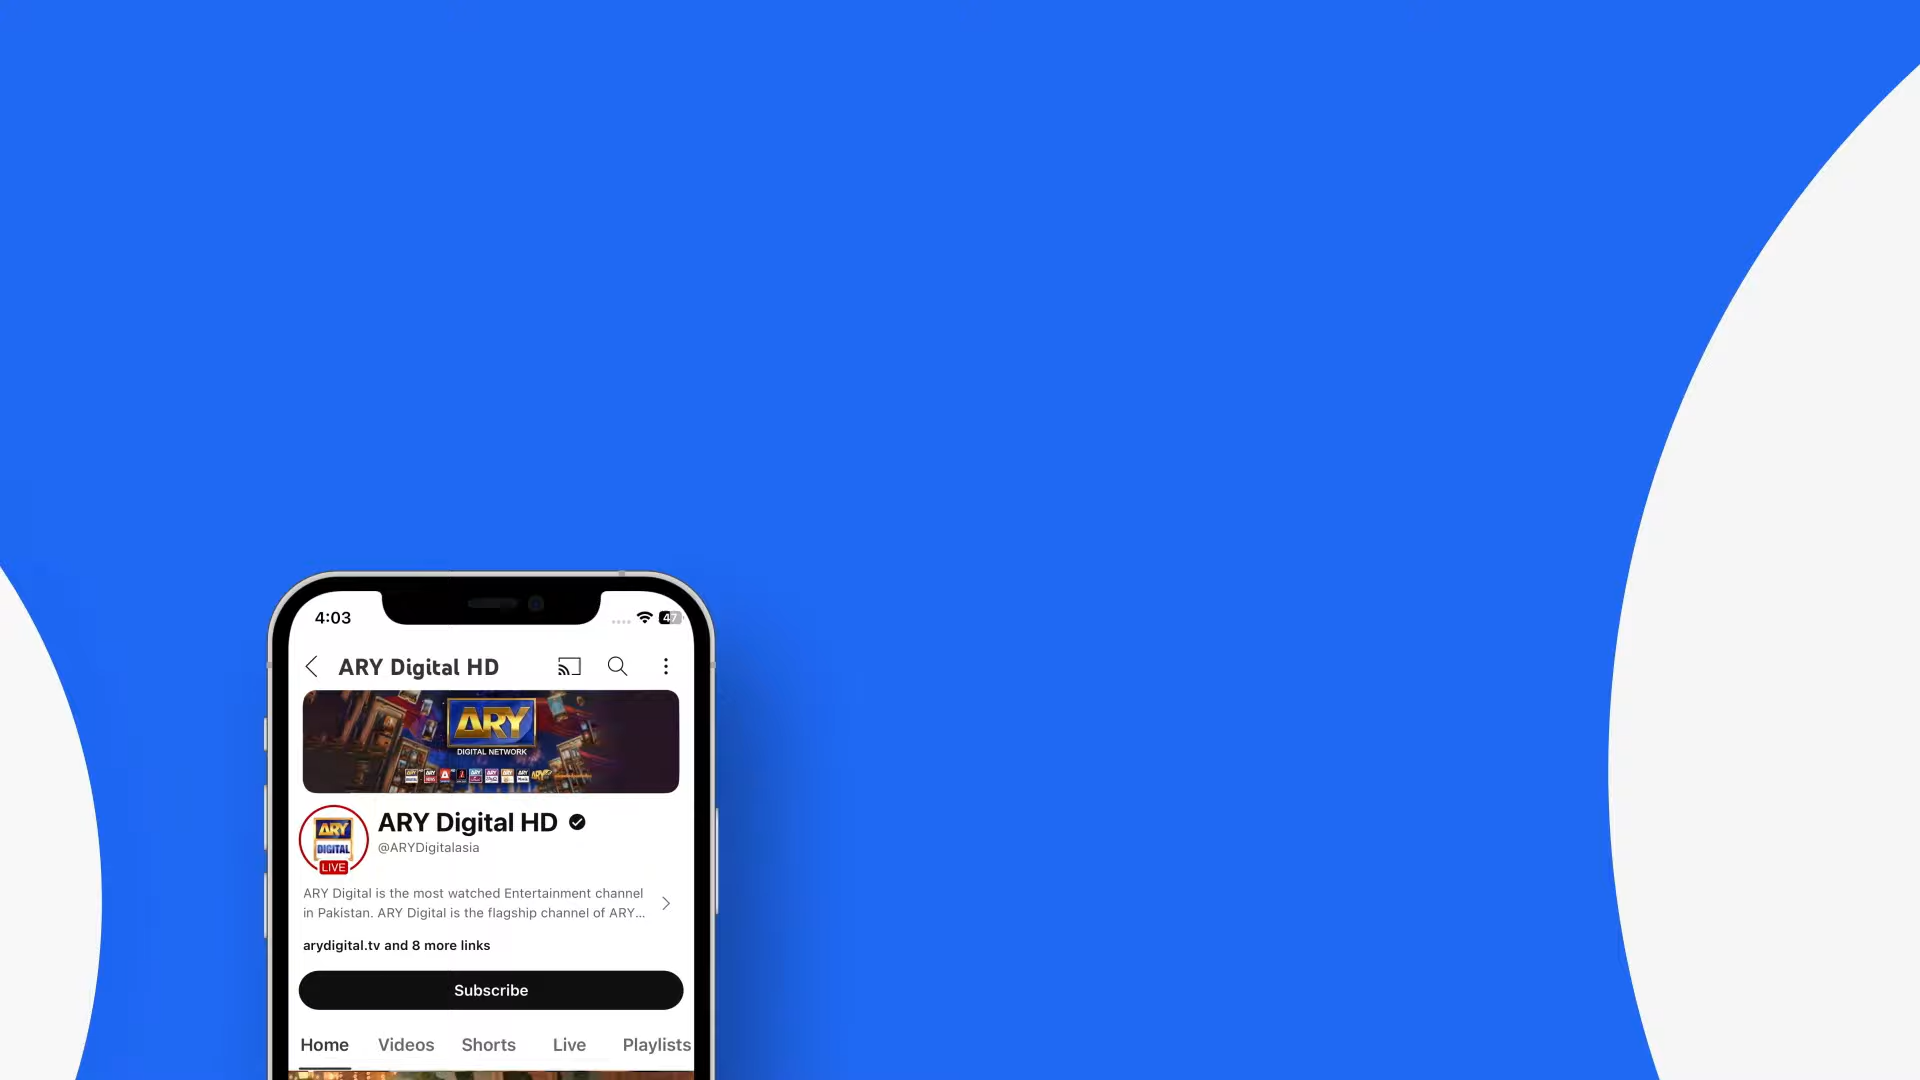 4:03
47
ARY Digital HD
ARY
DIGITAL NETWORK
ARY Digital HD
@ARYDigitalasia
ARY
DIGITAL
LIVE
ARY Digital is the most watched Entertainment channel
in Pakistan. ARY Digital is the flagship channel of ARY...
arydigital.tv and 8 more links
Subscribe
Home Videos Shorts Live Playlists